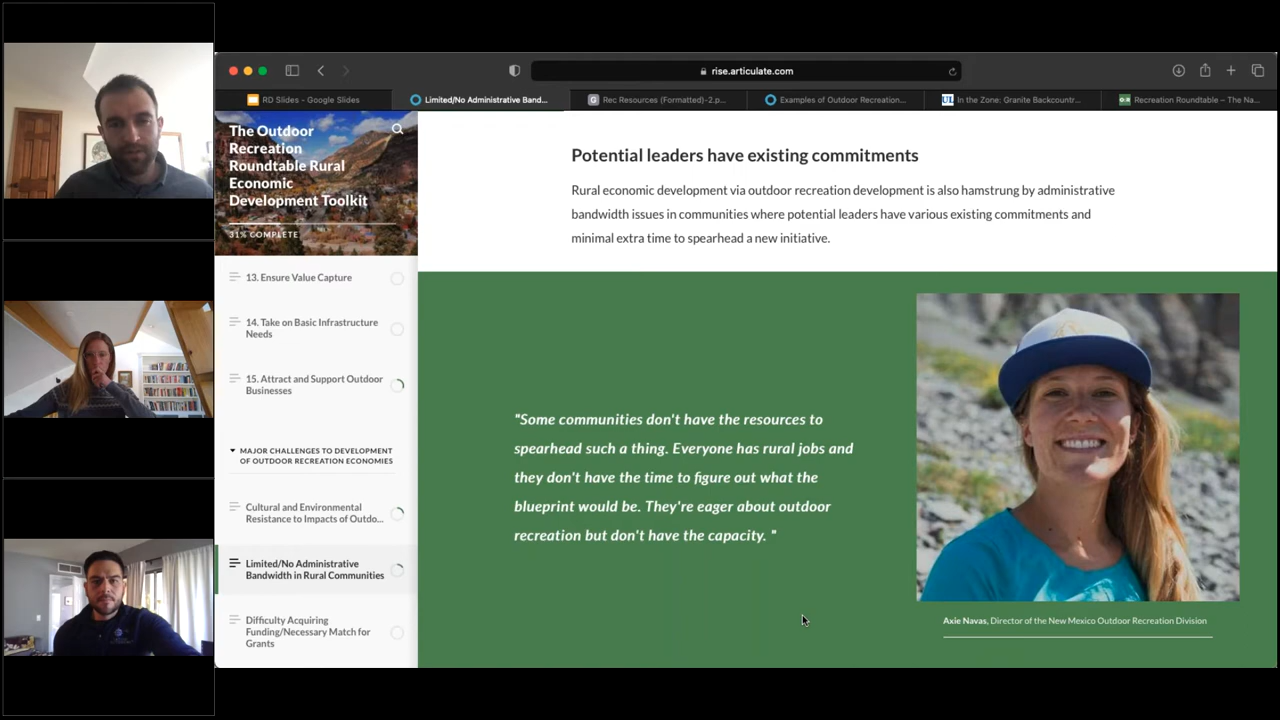 rise.articulate.com
RD Slides - Google Slides
Limited/No Administrative Band...
Rec Resources (Formatted)-2.p...
Examples of Outdoor Recreation...
In the Zone: Granite Backcountr...
Recreation Roundtable – The Na...
The Outdoor
Recreation
Roundtable Rural
Economic
Development Toolkit
31% COMPLETE
13. Ensure Value Capture
14. Take on Basic Infrastructure
Needs
15. Attract and Support Outdoor
Businesses
MAJOR CHALLENGES TO DEVELOPMENT
OF OUTDOOR RECREATION ECONOMIES
Cultural and Environmental
Resistance to Impacts of Outdo...
Limited/No Administrative
Bandwidth in Rural Communities
Difficulty Acquiring
Funding/Necessary Match for
Grants
Potential leaders have existing commitments
Rural economic development via outdoor recreation development is also hamstrung by administrative
bandwidth issues in communities where potential leaders have various existing commitments and
minimal extra time to spearhead a new initiative.
"Some communities don't have the resources to
spearhead such a thing. Everyone has rural jobs and
they don't have the time to figure out what the
blueprint would be. They're eager about outdoor
recreation but don't have the capacity. "
Axie Navas, Director of the New Mexico Outdoor Recreation Division